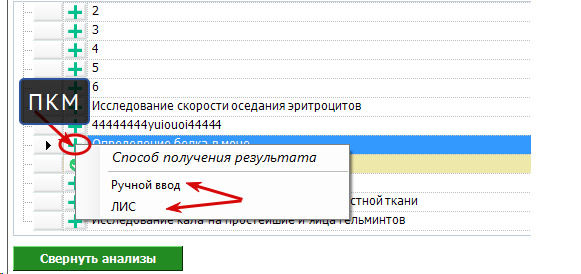 2
3
4
5
6
ПКМ
Исследование скорости оседания эритроцитов
44444444yuiouoi44444
Определение белка в моче
Способ получения результата
Ручной ввод
ЛИС
стной ткани
Исследование кала на простейшие и яйца гельминтов
Свернуть анализы